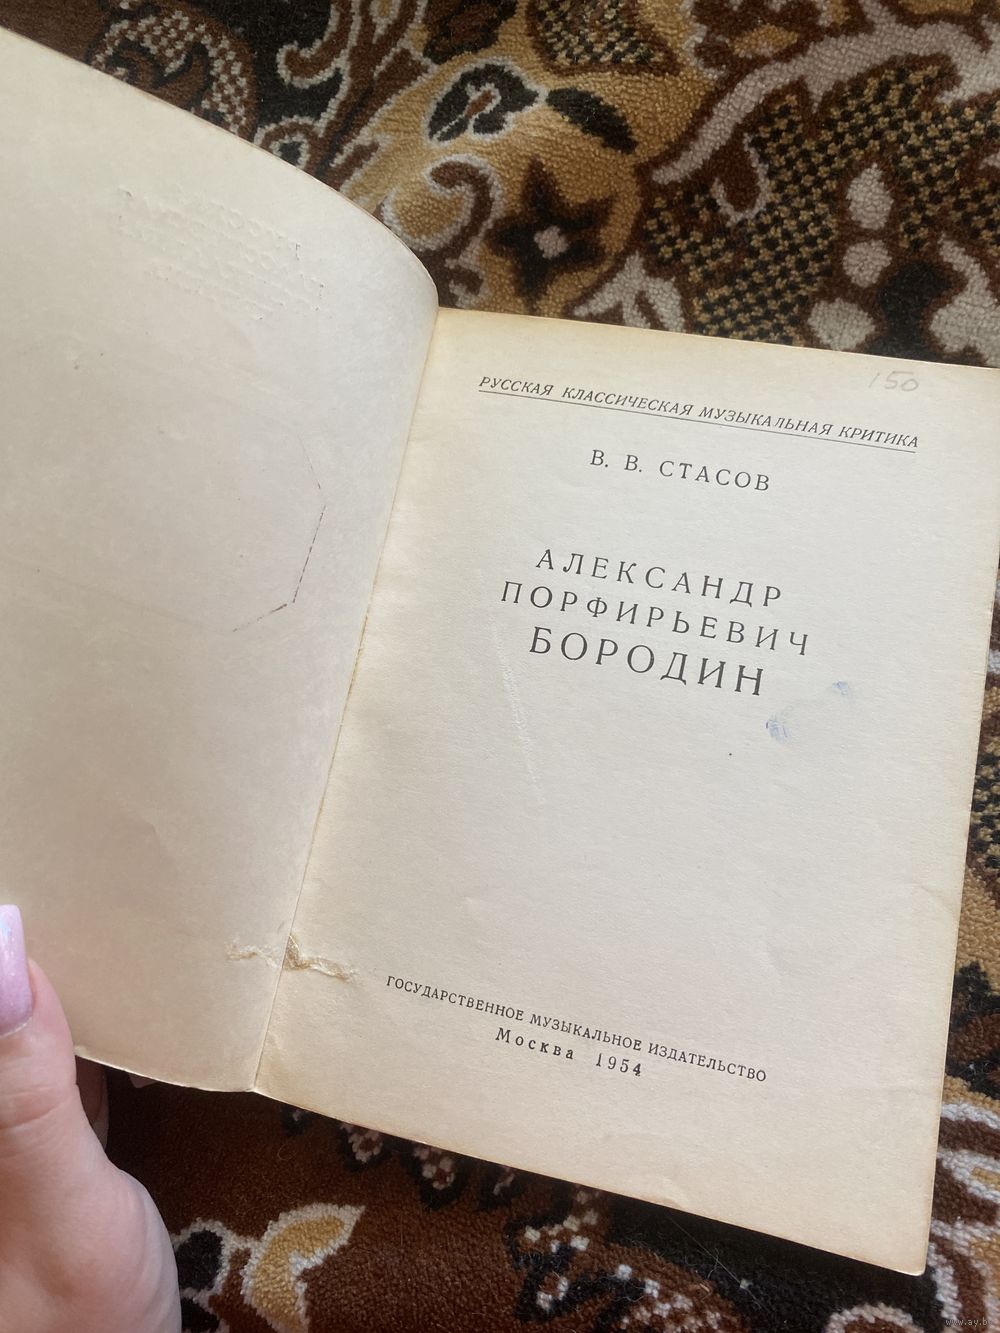 150
РУССКАЯ КЛАССИЧЕСКАЯ МУЗЫКАЛЬНАЯ КРИТИКА
В. В. СТАСОВ
АЛЕКСАНДР
ПОРФИРЬЕВИЧ
БОРОДИН
ГОСУДАРСТВЕННОЕ МУЗЫКАЛЬНОЕ ИЗДАТЕЛЬСТВО
Москва 1954